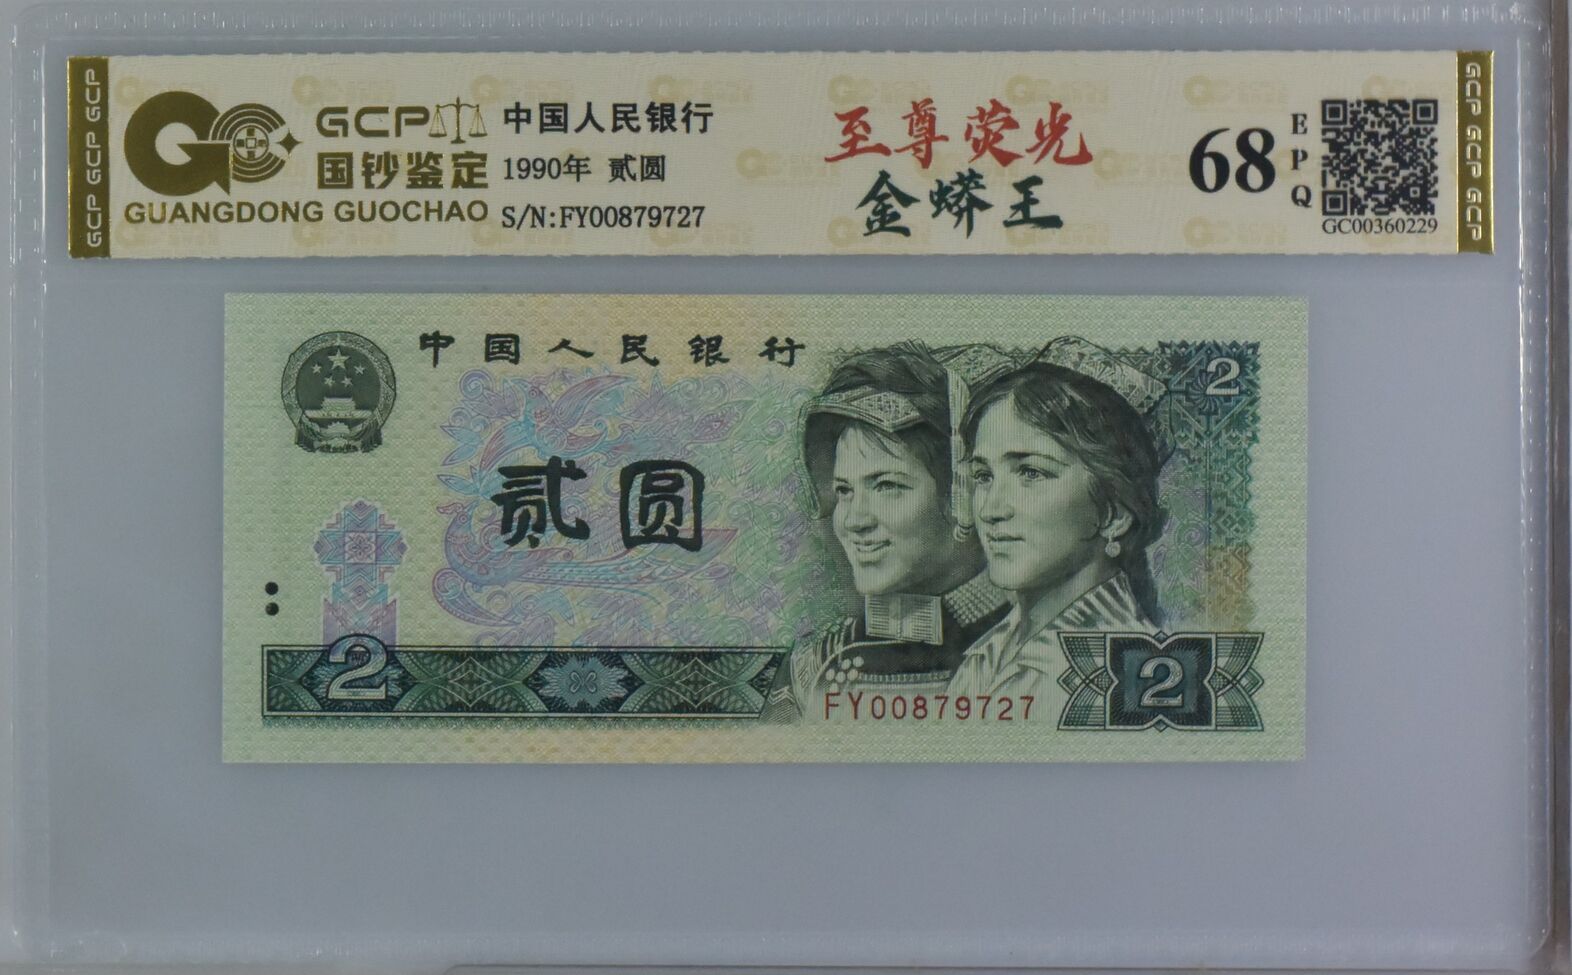 GCP GCP GCP
GCP
国钞鉴定
GUANGDONG GUOCHAO
中国人民银行
1990年 贰圆
S/N:FY00879727
至尊荧光
金蟒王
68
EPQ
GC00360229
GCP GCP GCP
中国人民银行
2
贰圆
2
FY00879727
2